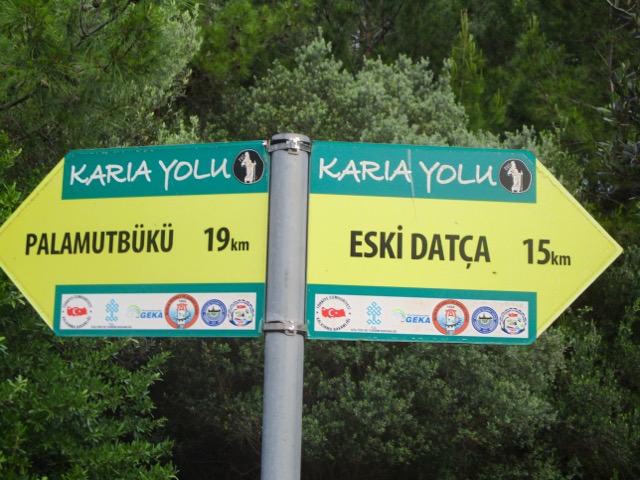 KARIA YOLU
PALAMUTBÜKÜ 19km
GEKA
KARIA YOLU
ESKİ DATÇA 15km
GEKA